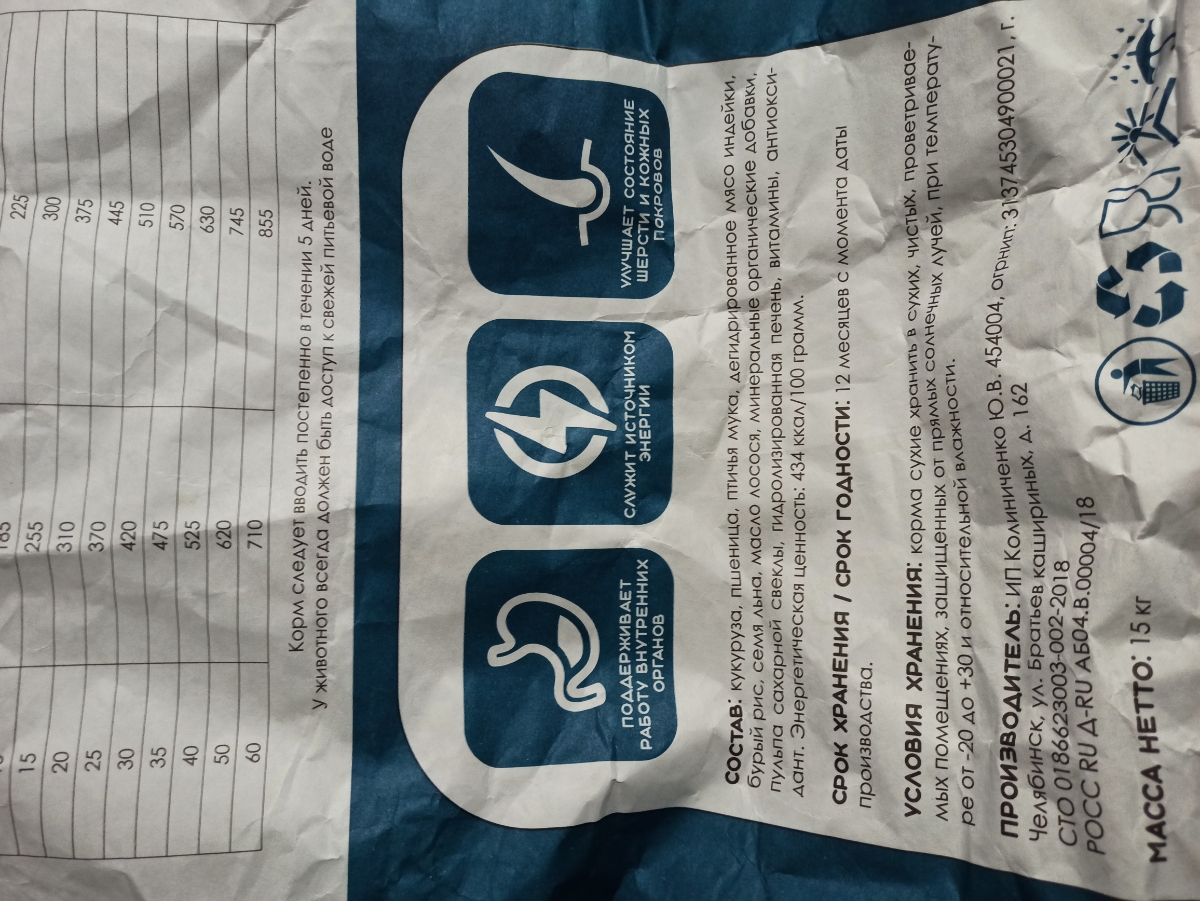 15 255 225
20 310 300
25 370 375
30 420 445
35 475 510
40 525 570
50 620 630
60 710 745
855
Корм следует вводить постепенно в течении 5 дней.
У животного всегда должен быть доступ к свежей питьевой воде
ПОДДЕРЖИВАЕТ
РАБОТУ ВНУТРЕННИХ
ОРГАНОВ
СЛУЖИТ ИСТОЧНИКОМ
ЭНЕРГИИ
УЛУЧШАЕТ СОСТОЯНИЕ
ШЕРСТИ И КОЖНЫХ
ПОКРОВОВ
СОСТАВ: кукуруза, пшеница, птичья мука, дегидрированное мясо индейки,
бурый рис, семя льна, масло лосося, минеральные органические добавки,
пульпа сахарной свеклы, гидролизированная печень, витамины, антиокси-
дант. Энергетическая ценность: 434 ккал/100 грамм.
СРОК ХРАНЕНИЯ / СРОК ГОДНОСТИ: 12 месяцев с момента даты
производства.
УСЛОВИЯ ХРАНЕНИЯ: корма сухие хранить в сухих, чистых, проветривае-
мых помещениях, защищенных от прямых солнечных лучей, при температу-
ре от -20 до +30 и относительной влажности.
ПРОИЗВОДИТЕЛЬ: ИП Калиниченко Ю.В. 454004, огрнип: 313745304900021, г.
Челябинск, ул. Братьев кашириных, д. 162
СТО 0186623003-002-2018
РОСС RU Д-RU АБ04.В.00004/18
МАССА НЕТТО: 15 КГ